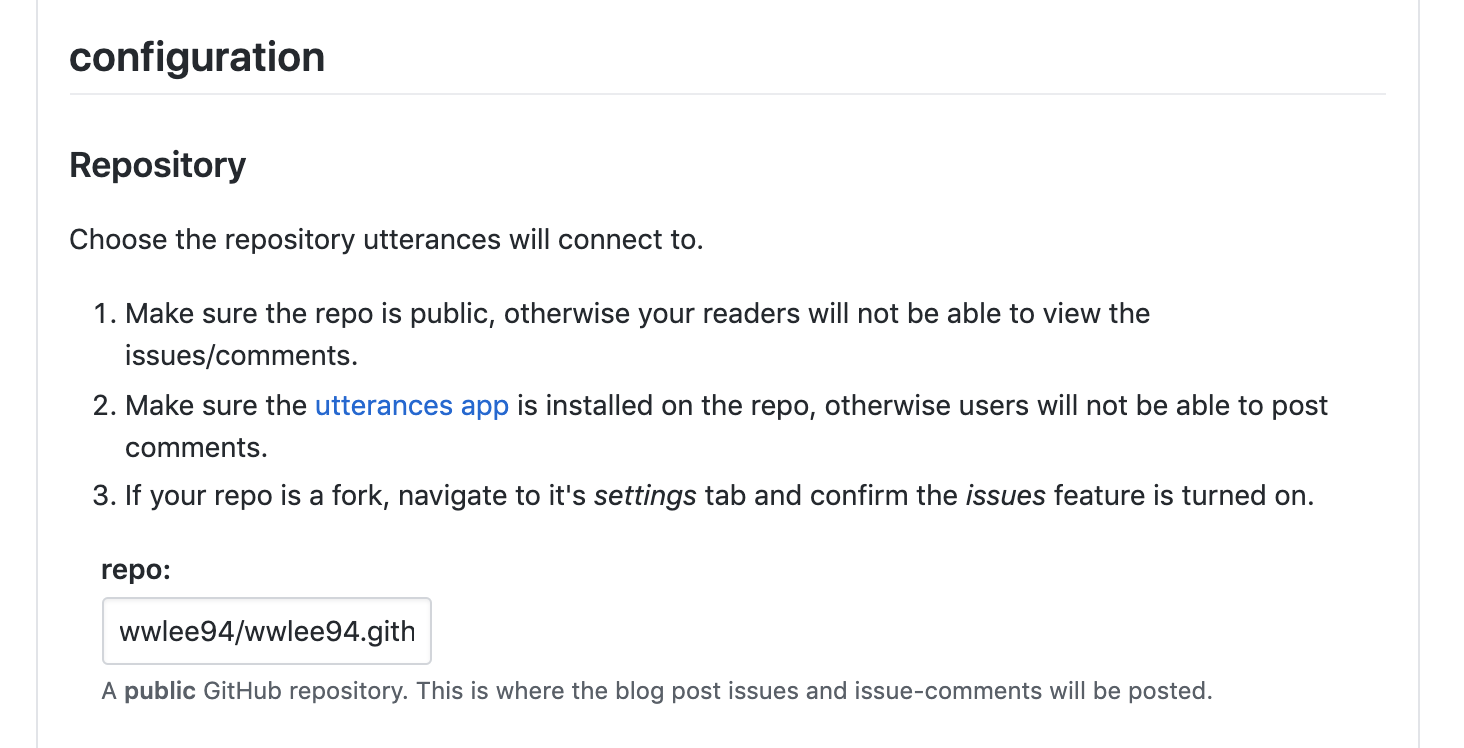 configuration
Repository
Choose the repository utterances will connect to.
1. Make sure the repo is public, otherwise your readers will not be able to view the
issues/comments.
2. Make sure the utterances app is installed on the repo, otherwise users will not be able to post
comments.
3. If your repo is a fork, navigate to it's settings tab and confirm the issues feature is turned on.
repo:
wwlee94/wwlee94.gith
A public GitHub repository. This is where the blog post issues and issue-comments will be posted.